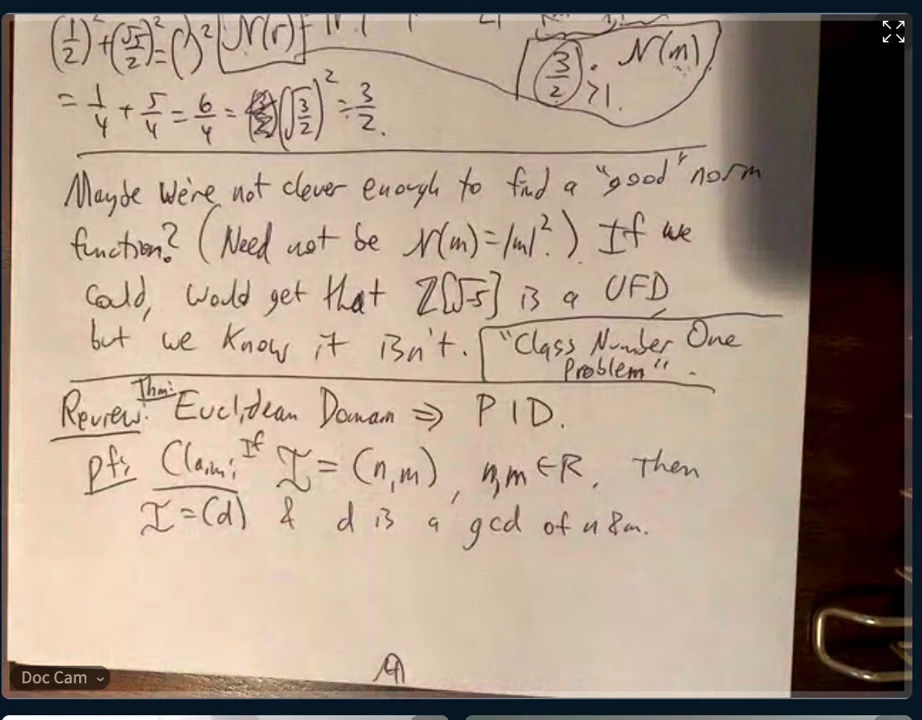 (1/2)² + (√5/2)² = ( )² N(r)
3/2 · N(m)
>1.
= 1/4 + 5/4 = 6/4 = (√3/2)² = 3/2.
Maybe we're not clever enough to find a "good" norm
function? (Need not be N(m) = |m|².) If we
could, would get that Z[√-5] is a UFD
but we know it isn't. "Class Number One
Problem".
Review: Thm: Euclidean Domain ⇒ PID.
pf: Claim: If I = (n,m), n,m ∈ R. Then
I = (d) & d is a gcd of n & m.
Doc Cam